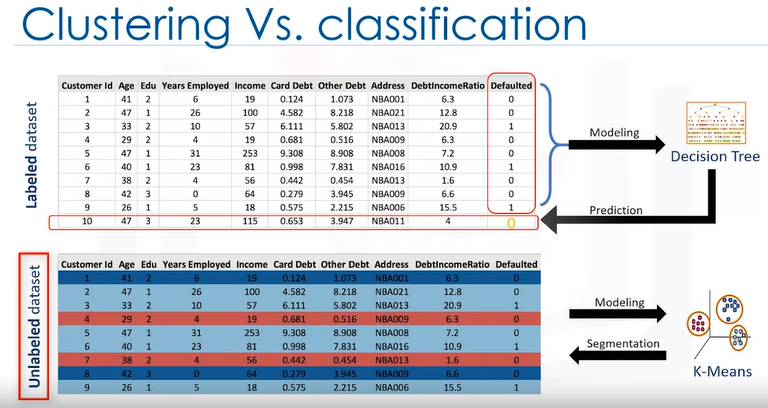 Clustering Vs. classification
Labeled dataset
Customer Id Age Edu Years Employed Income Card Debt Other Debt Address DebtIncomeRatio Defaulted
1 41 2 6 19 0.124 1.073 NBA001 6.3 0
2 47 1 26 100 4.582 8.218 NBA021 12.8 0
3 33 2 10 57 6.111 5.802 NBA013 20.9 1
4 29 2 4 19 0.681 0.516 NBA009 6.3 0
5 47 1 31 253 9.308 8.908 NBA008 7.2 0
6 40 1 23 81 0.998 7.831 NBA016 10.9 1
7 38 2 4 56 0.442 0.454 NBA013 1.6 0
8 42 3 0 64 0.279 3.945 NBA009 6.6 0
9 26 1 5 18 0.575 2.215 NBA006 15.5 1
10 47 3 23 115 0.653 3.947 NBA011 4 0
Modeling
Decision Tree
Prediction
Unlabeled dataset
Customer Id Age Edu Years Employed Income Card Debt Other Debt Address DebtIncomeRatio Defaulted
1 41 2 6 19 0.124 1.073 NBA001 6.3 0
2 47 1 26 100 4.582 8.218 NBA021 12.8 0
3 33 2 10 57 6.111 5.802 NBA013 20.9 1
4 29 2 4 19 0.681 0.516 NBA009 6.3 0
5 47 1 31 253 9.308 8.908 NBA008 7.2 0
6 40 1 23 81 0.998 7.831 NBA016 10.9 1
7 38 2 4 56 0.442 0.454 NBA013 1.6 0
8 42 3 0 64 0.279 3.945 NBA009 6.6 0
9 26 1 5 18 0.575 2.215 NBA006 15.5 1
Modeling
Segmentation
K-Means